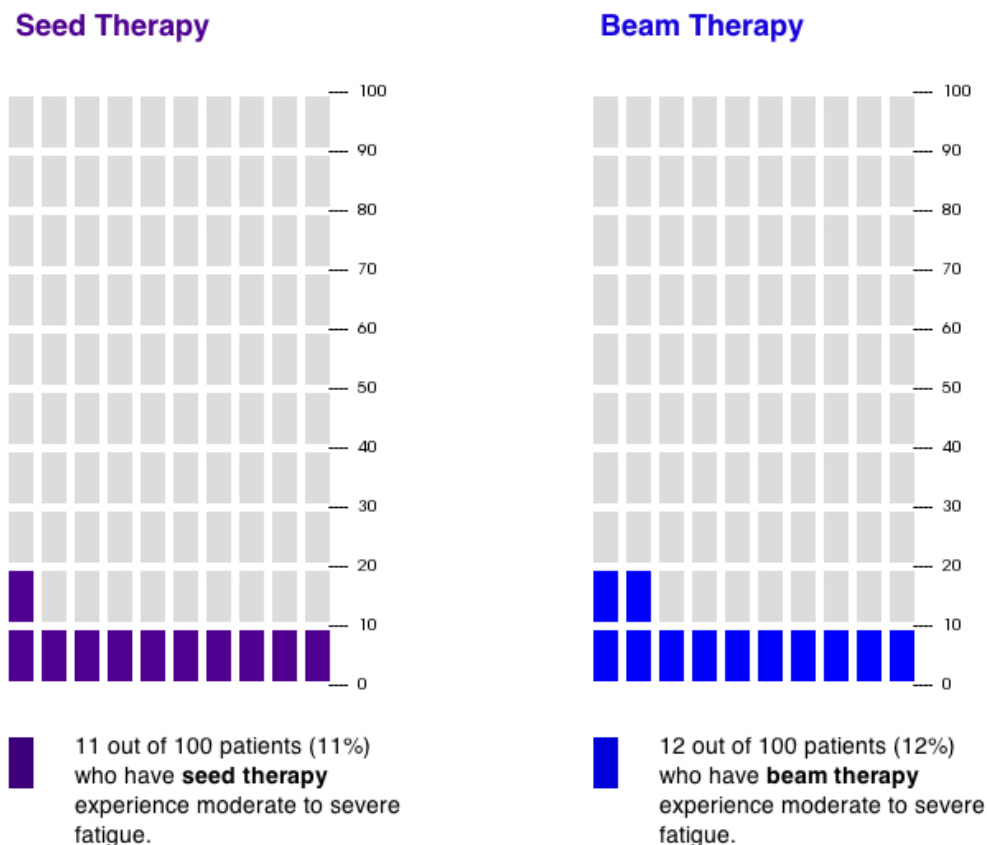 Seed Therapy
Beam Therapy
---- 100
---- 90
---- 80
---- 70
---- 60
---- 50
---- 40
---- 30
---- 20
---- 10
---- 0
---- 100
---- 90
---- 80
---- 70
---- 60
---- 50
---- 40
---- 30
---- 20
---- 10
---- 0
11 out of 100 patients (11%)
who have seed therapy
experience moderate to severe
fatigue.
12 out of 100 patients (12%)
who have beam therapy
experience moderate to severe
fatigue.